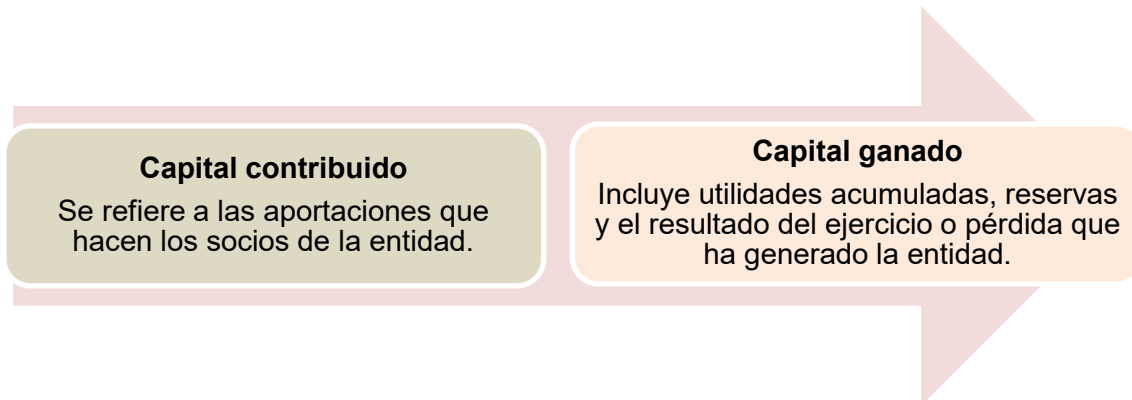 Capital contribuido
Se refiere a las aportaciones que
hacen los socios de la entidad.
Capital ganado
Incluye utilidades acumuladas, reservas
y el resultado del ejercicio o pérdida que
ha generado la entidad.